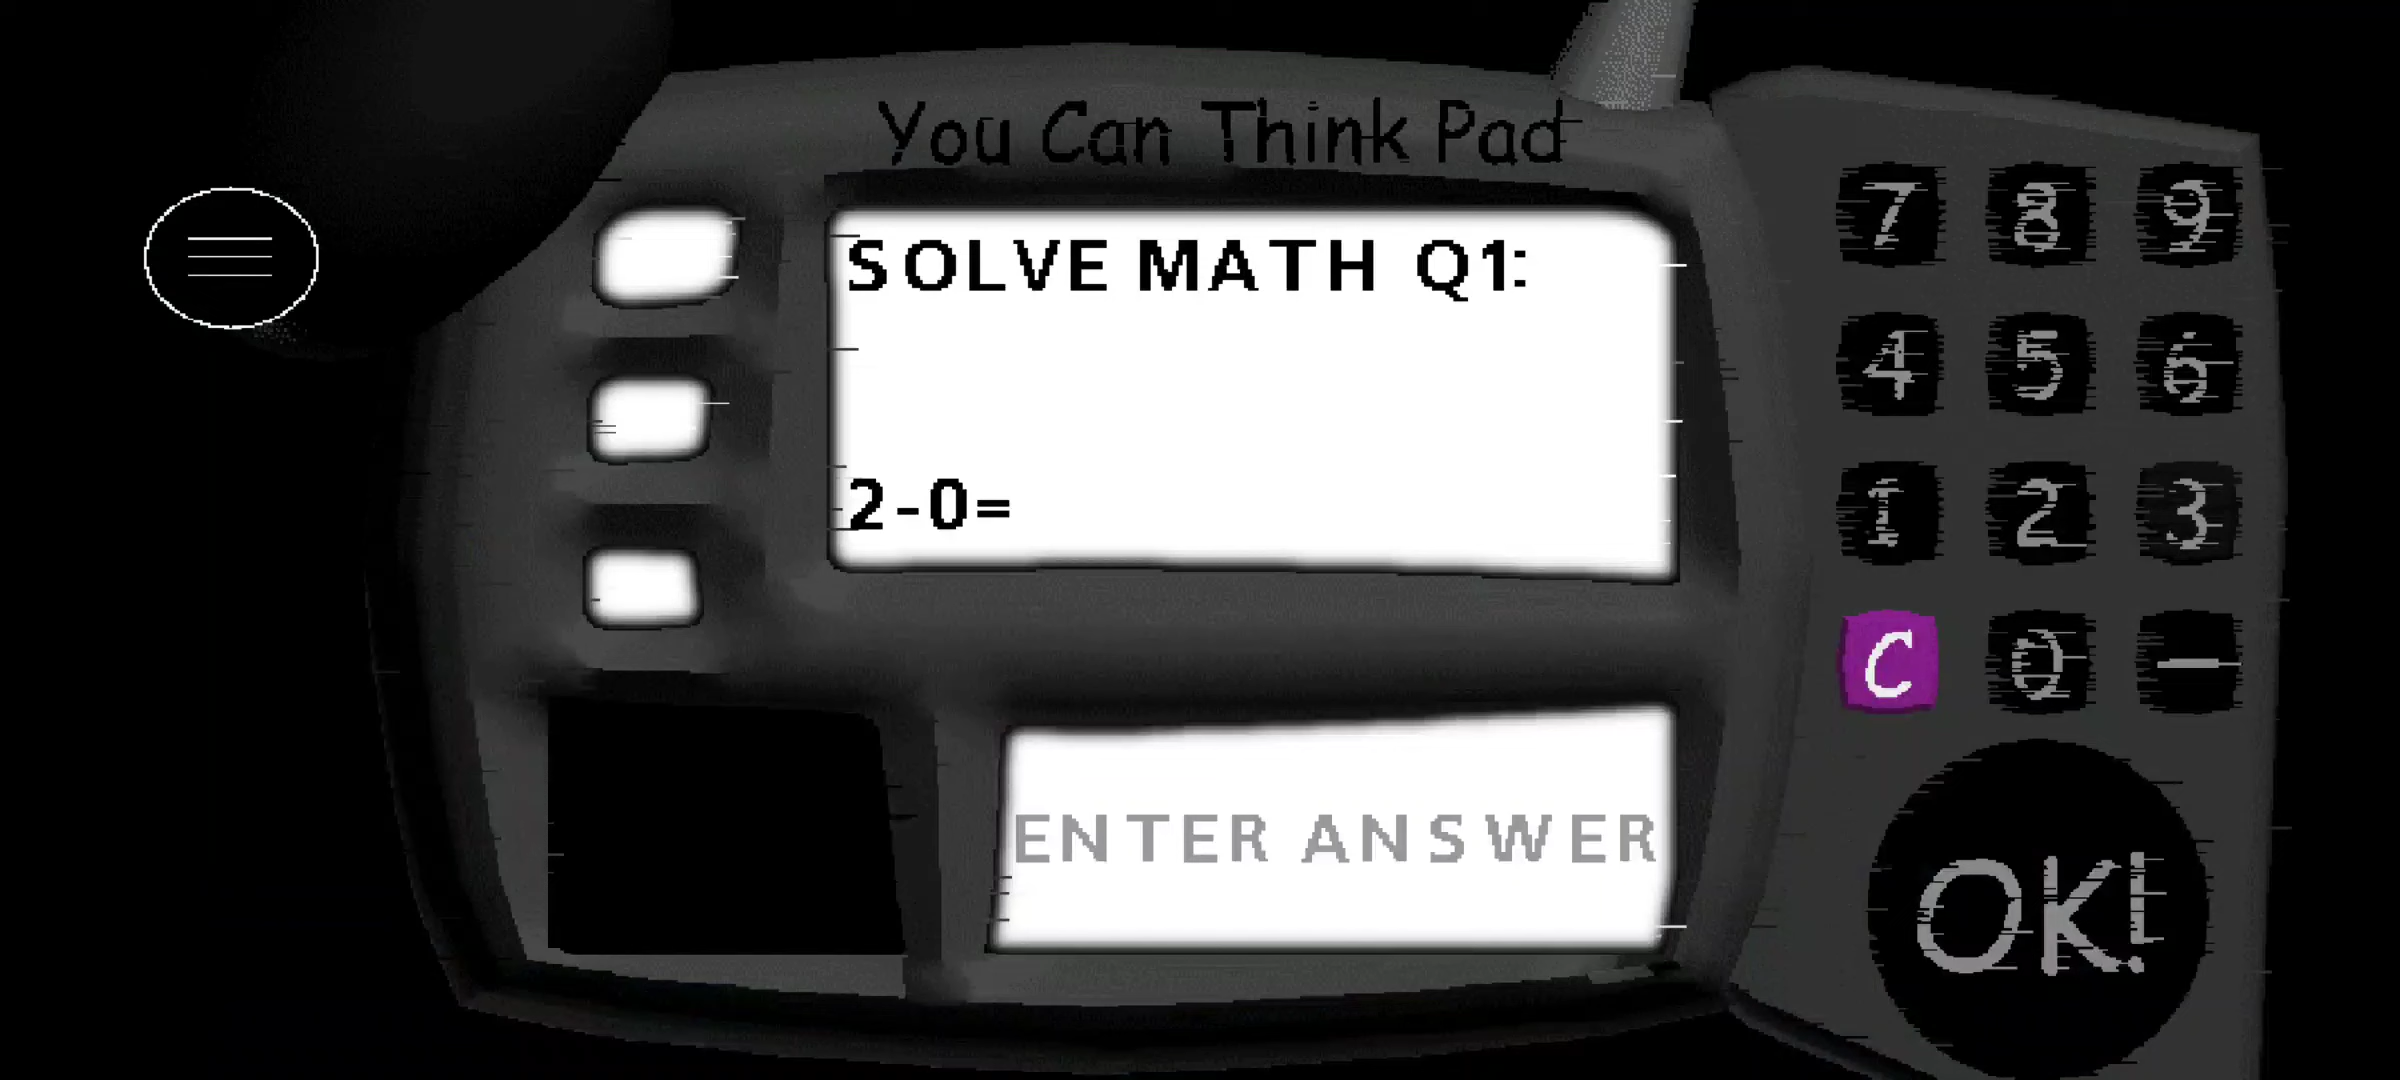 You Can Think Pad
SOLVE MATH Q1:
2-0=
ENTER ANSWER
7 8 9
4 5 6
1 2 3
C 0 —
OK!